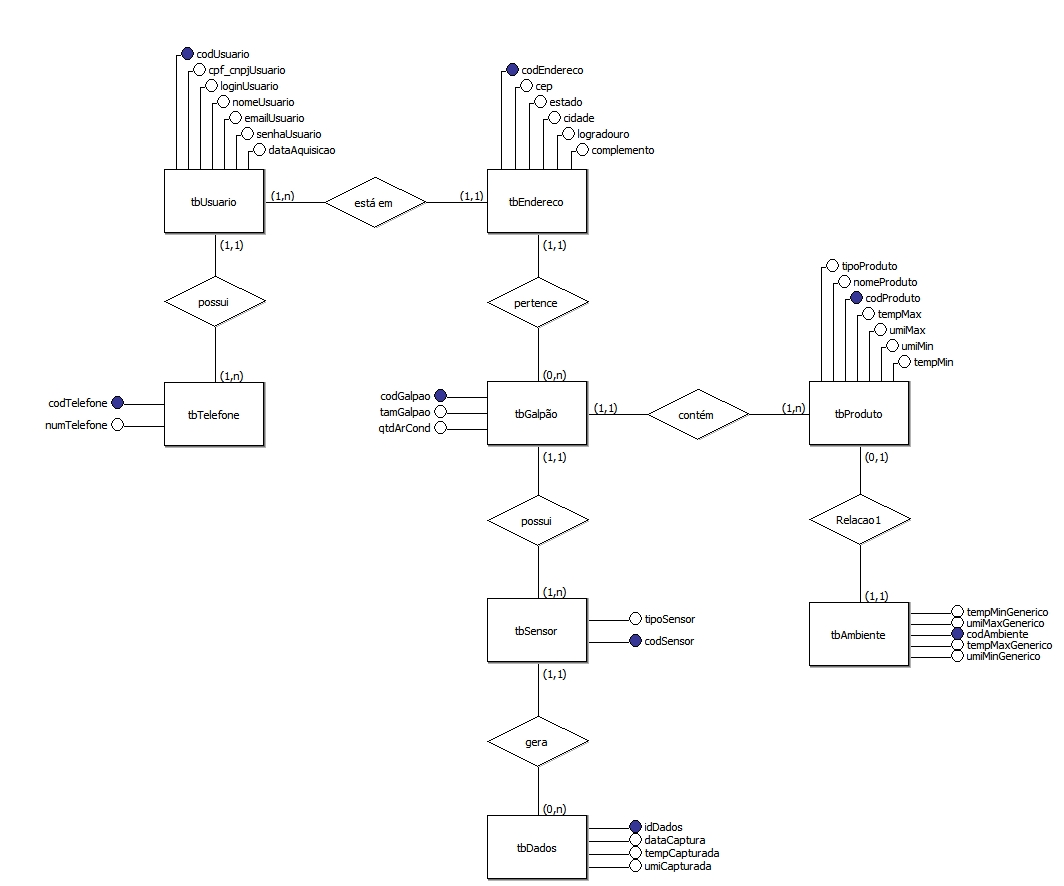 codUsuario
cpf_cnpjUsuario
loginUsuario
nomeUsuario
emailUsuario
senhaUsuario
dataAquisicao
codEndereco
cep
estado
cidade
logradouro
complemento
tbUsuario
(1,n)
está em
(1,1)
tbEndereco
(1,1)
(1,1)
possui
pertence
tipoProduto
nomeProduto
codProduto
tempMax
umiMax
umiMin
tempMin
(1,n)
(0,n)
codTelefone
numTelefone
tbTelefone
codGalpao
tamGalpao
qtdArCond
tbGalpão
(1,1)
contém
(1,n)
tbProduto
(1,1)
(0,1)
possui
Relacao1
(1,n)
(1,1)
tbSensor
tipoSensor
codSensor
tbAmbiente
tempMinGenerico
umiMaxGenerico
codAmbiente
tempMaxGenerico
umiMinGenerico
(1,1)
gera
(0,n)
tbDados
idDados
dataCaptura
tempCapturada
umiCapturada